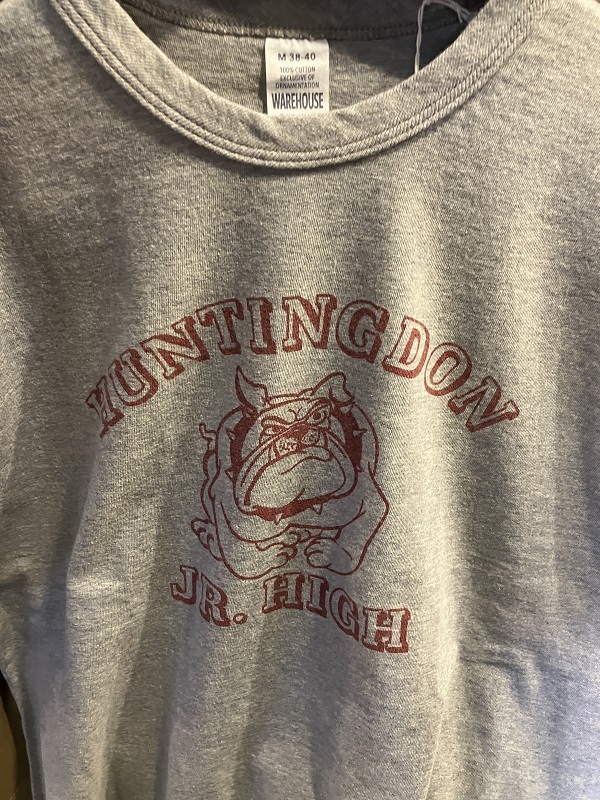 M 38-40
100% COTTON
EXCLUSIVE OF
ORNAMENTATION
WAREHOUSE
HUNTINGDON
JR. HIGH